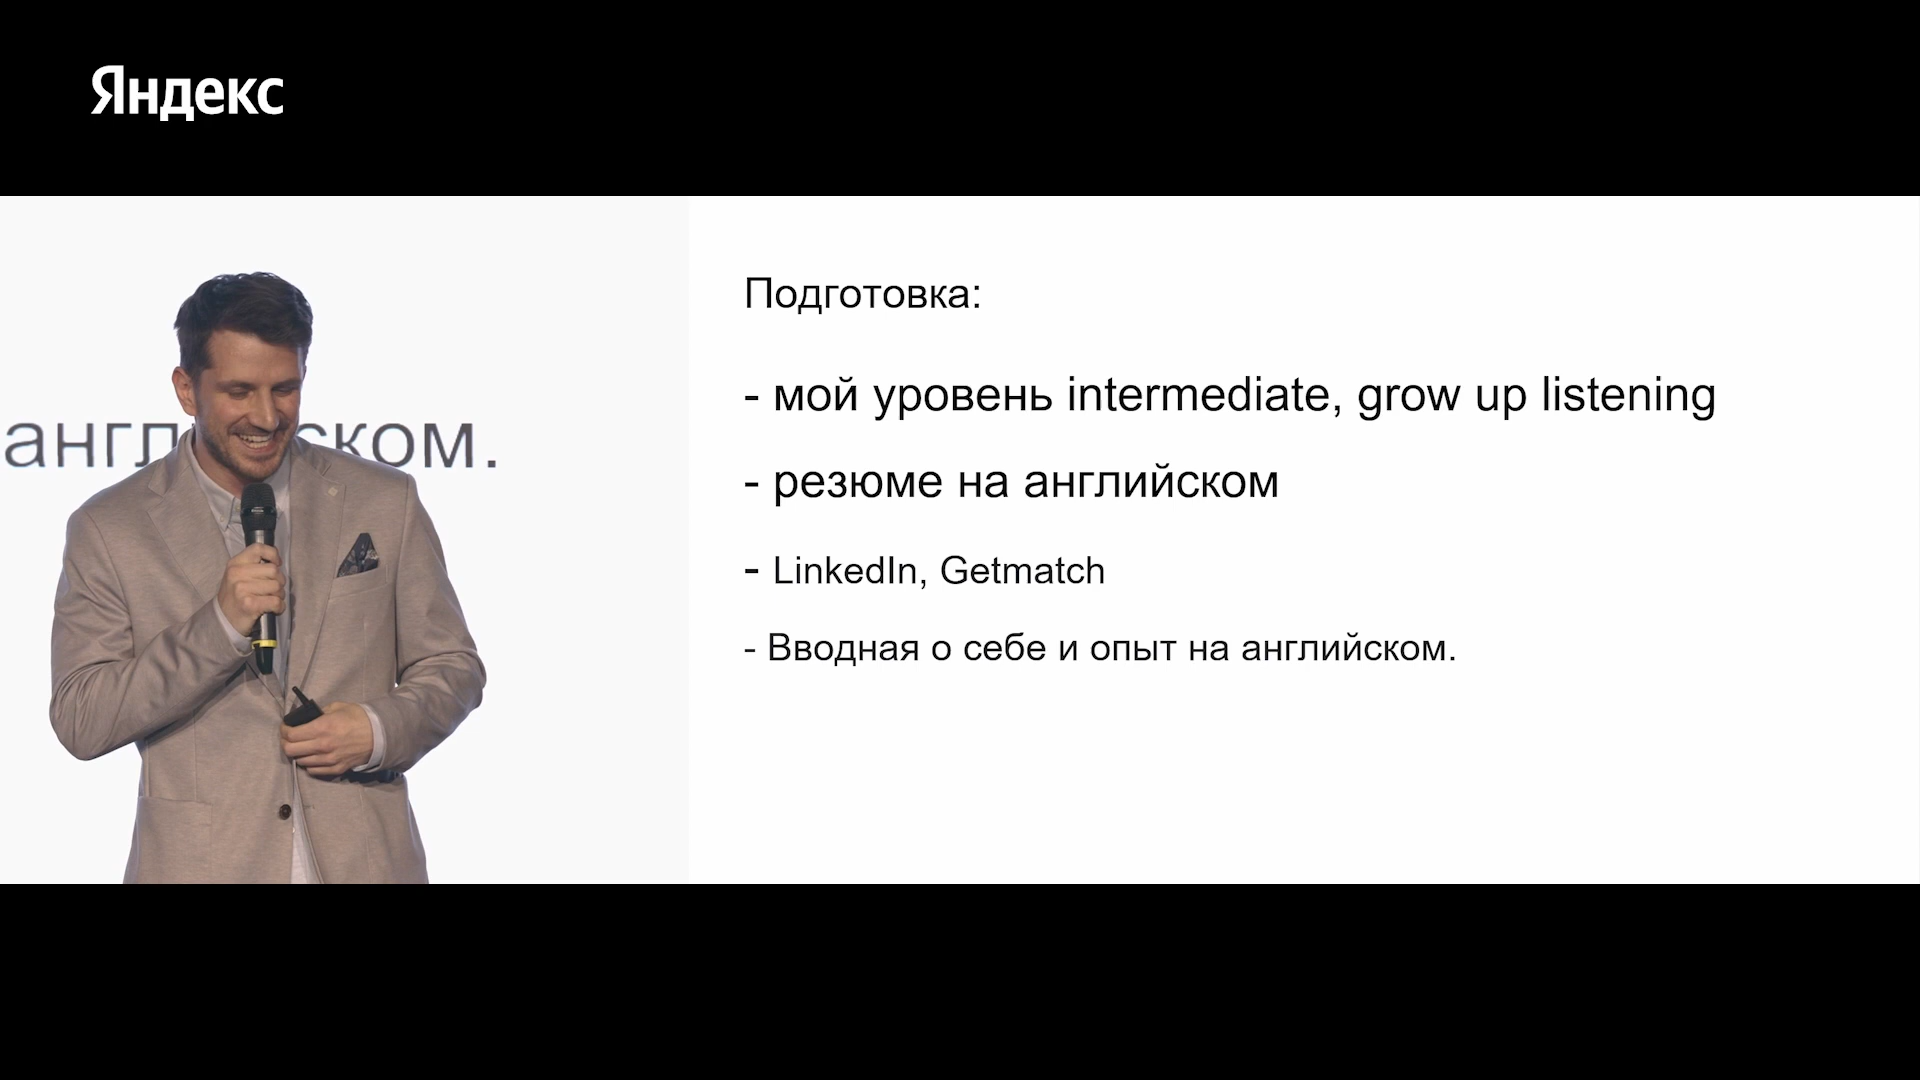 Яндекс
Подготовка:
- мой уровень intermediate, grow up listening
- резюме на английском
- LinkedIn, Getmatch
- Вводная о себе и опыт на английском.
англ ском.